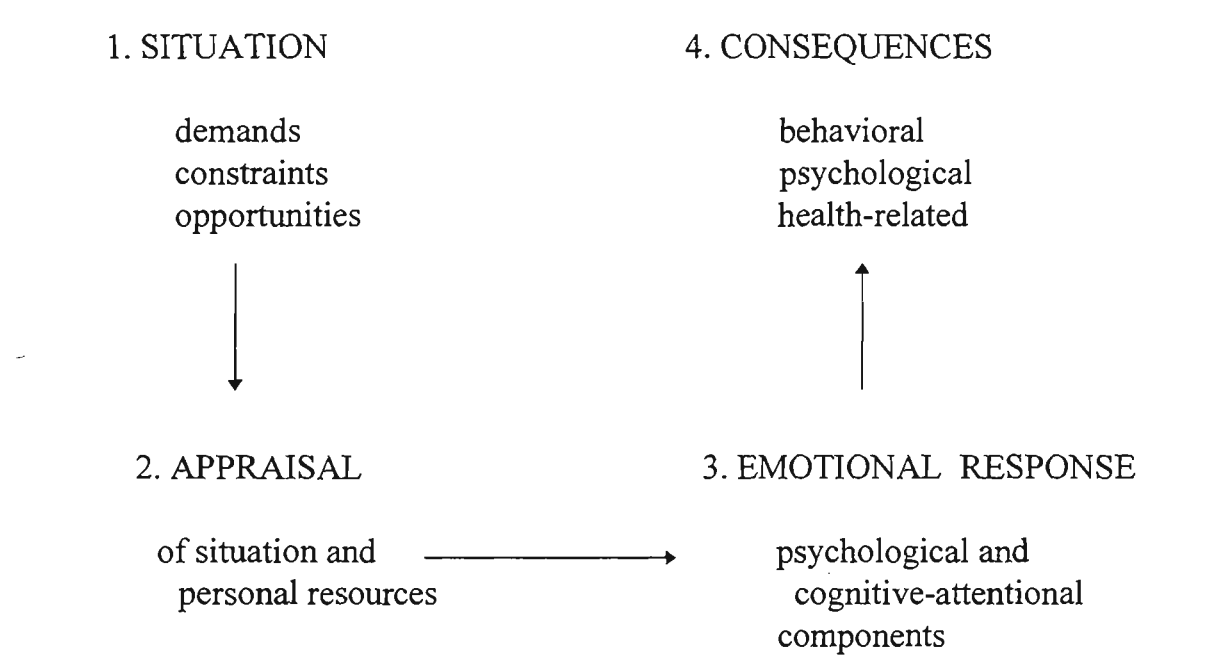 1. SITUATION
demands
constraints
opportunities
2. APPRAISAL
of situation and
personal resources
3. EMOTIONAL RESPONSE
psychological and
cognitive-attentional
components
4. CONSEQUENCES
behavioral
psychological
health-related